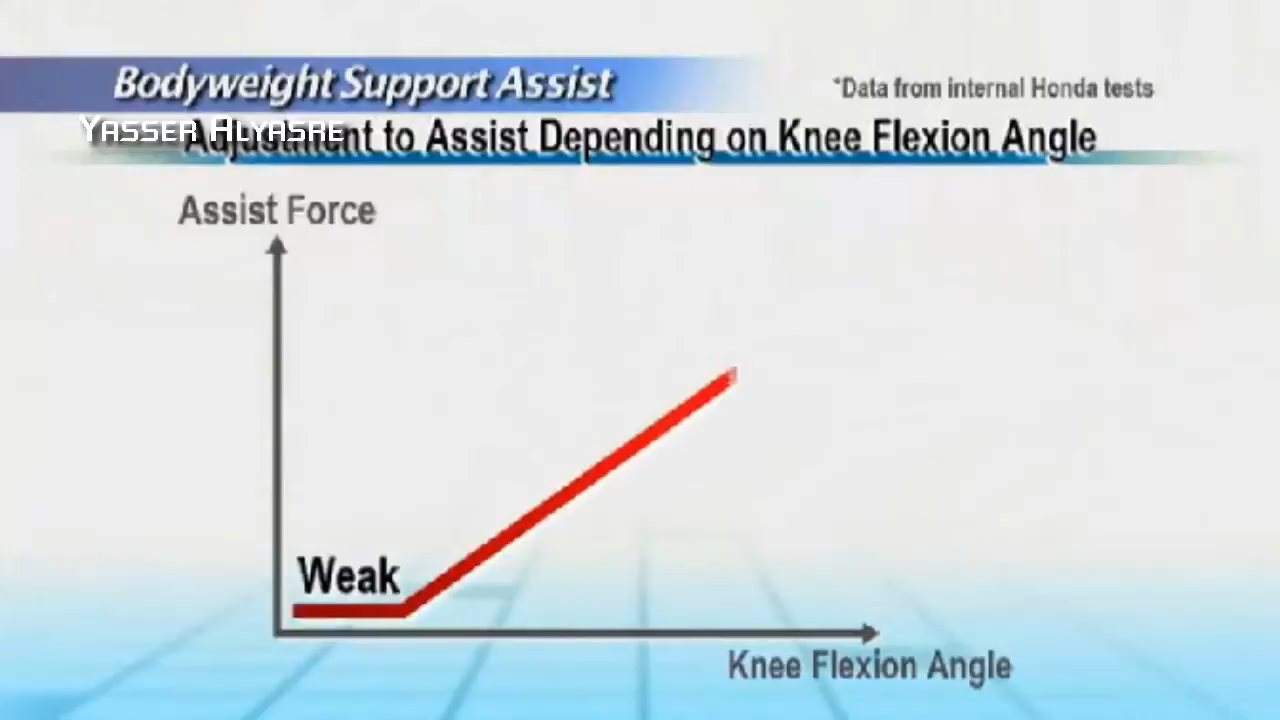 Bodyweight Support Assist
*Data from internal Honda tests
YASSER ALYASRE
Adjustment to Assist Depending on Knee Flexion Angle
Assist Force
Weak
Knee Flexion Angle